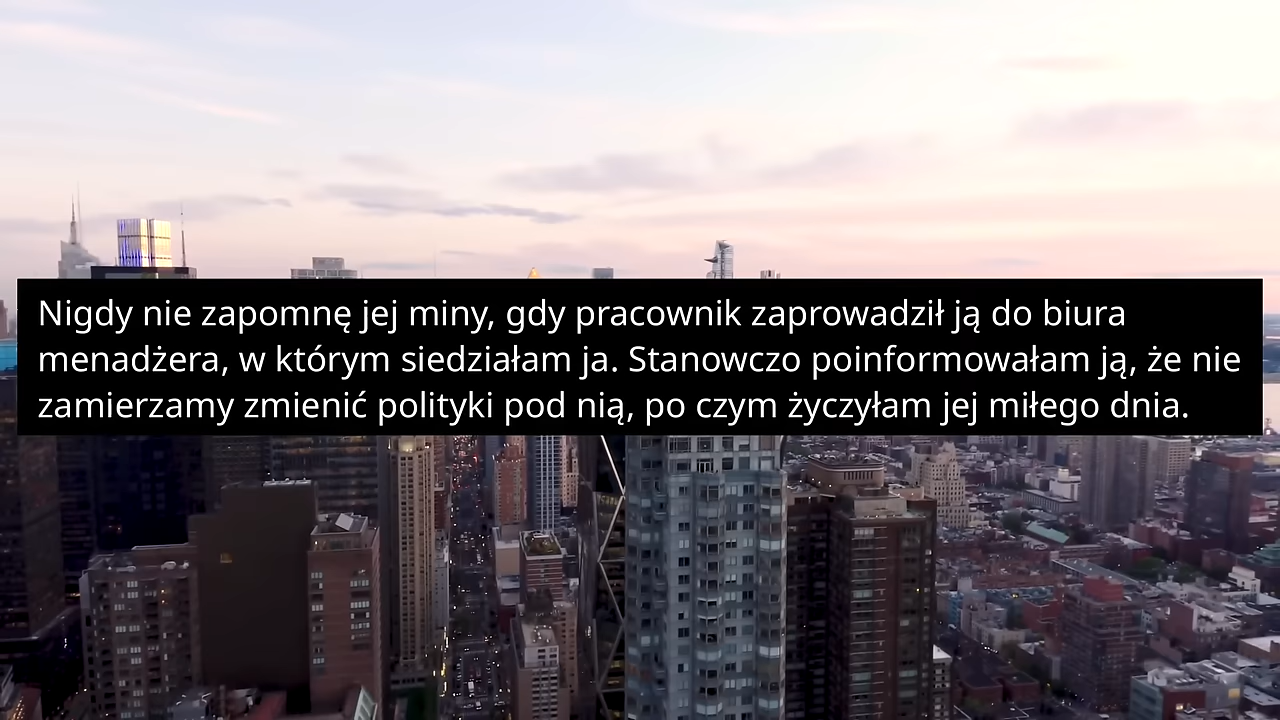 Nigdy nie zapomnę jej miny, gdy pracownik zaprowadził ją do biura
menadżera, w którym siedziałam ja. Stanowczo poinformowałam ją, że nie
zamierzamy zmienić polityki pod nią, po czym życzyłam jej miłego dnia.